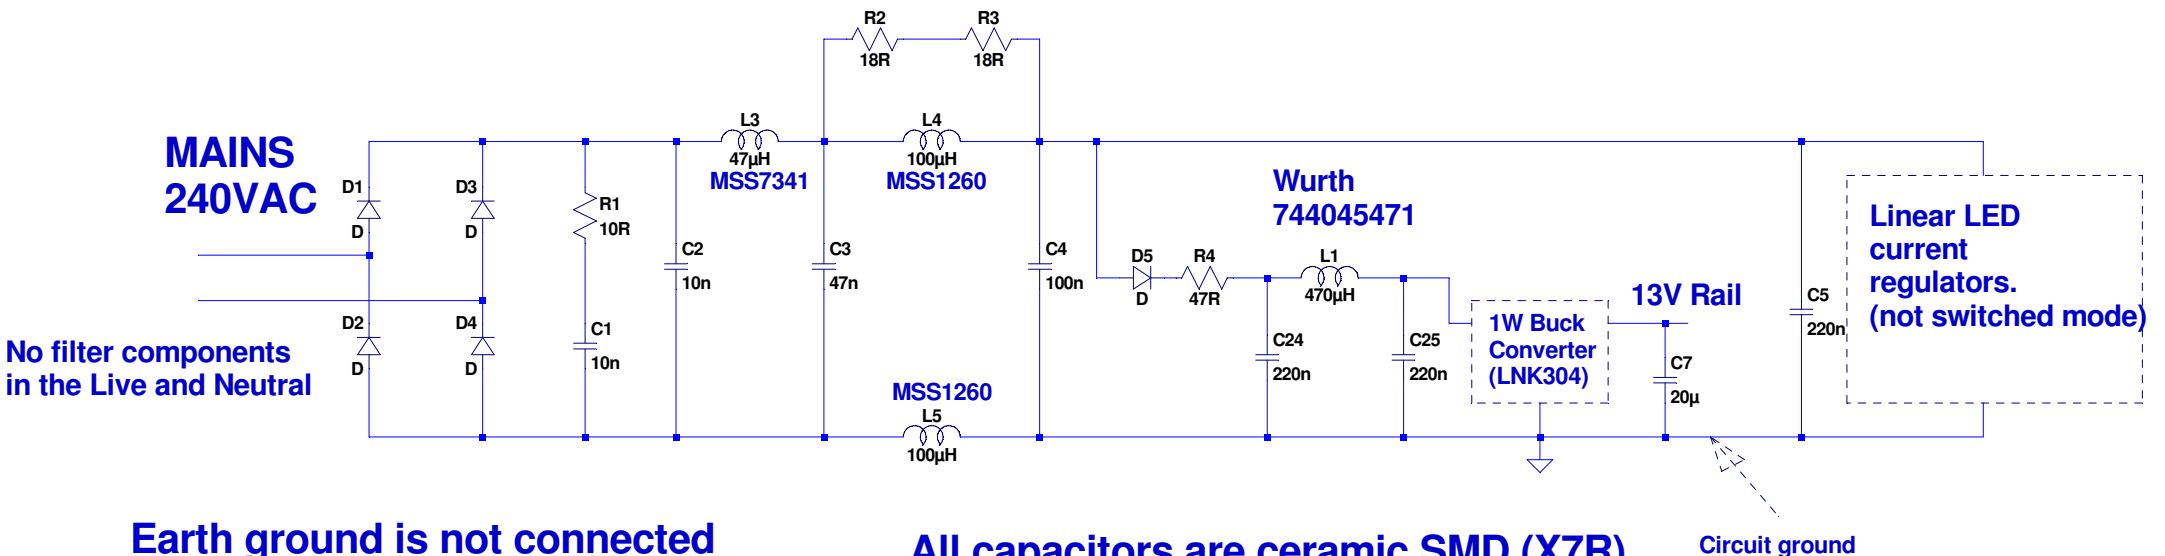 R2
18R
R3
18R
MAINS
240VAC
D1
D
D3
D
R1
10R
L3
47µH
MSS7341
L4
100µH
MSS1260
Wurth
744045471
C2
10n
C3
47n
C4
100n
D5
D
R4
47R
L1
470µH
13V Rail
Linear LED
current
regulators.
(not switched mode)
C5
220n
D2
D
D4
D
No filter components
in the Live and Neutral
C1
10n
C24
220n
C25
220n
1W Buck
Converter
(LNK304)
C7
20µ
MSS1260
L5
100µH
Earth ground is not connected
All capacitors are ceramic SMD (X7R)
Circuit ground